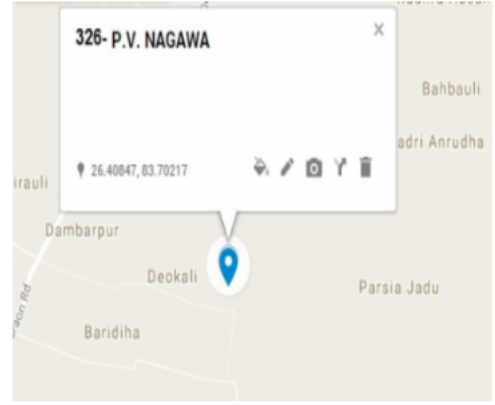 326- P.V. NAGAWA
×
Bahbauli
adri Anrudha
26.40847, 83.70217
irauli
Dambarpur
Deokali
Parsia Jadu
aon Rd
Baridiha